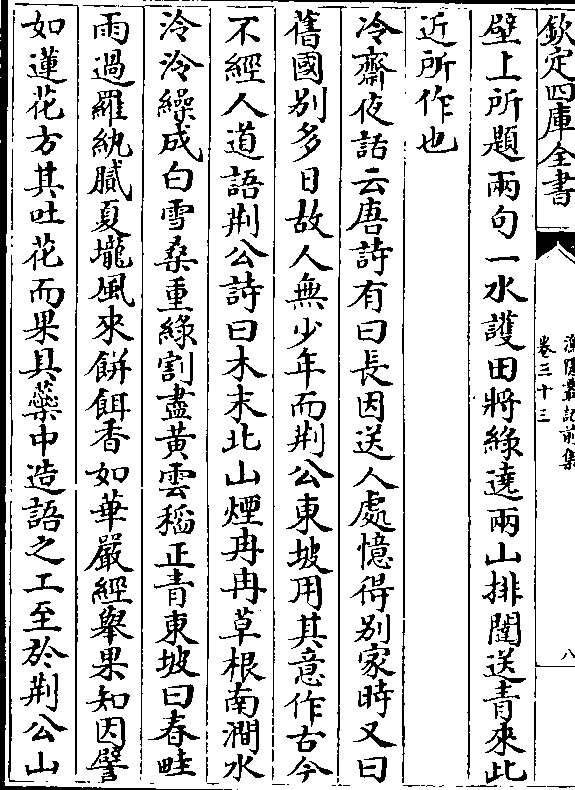 欽定四庫全書
漁隱叢話前集
卷三十三
八
壁上所題兩句一水護田將綠遶兩山排闥送青來此
近所作也
冷齋夜話云唐詩有曰長因送人處憶得别家時又曰
舊國别多日故人無少年而荆公東坡用其意作古今
不經人道語荆公詩曰木末北山煙冉冉草根南澗水
泠泠繰成白雪桑重綠割盡黄雲稻正青東坡曰春畦
雨過羅紈膩夏壠風來餅餌香如華嚴經舉果知因譬
如蓮花方其吐花而果具蘂中造語之工至於荆公山